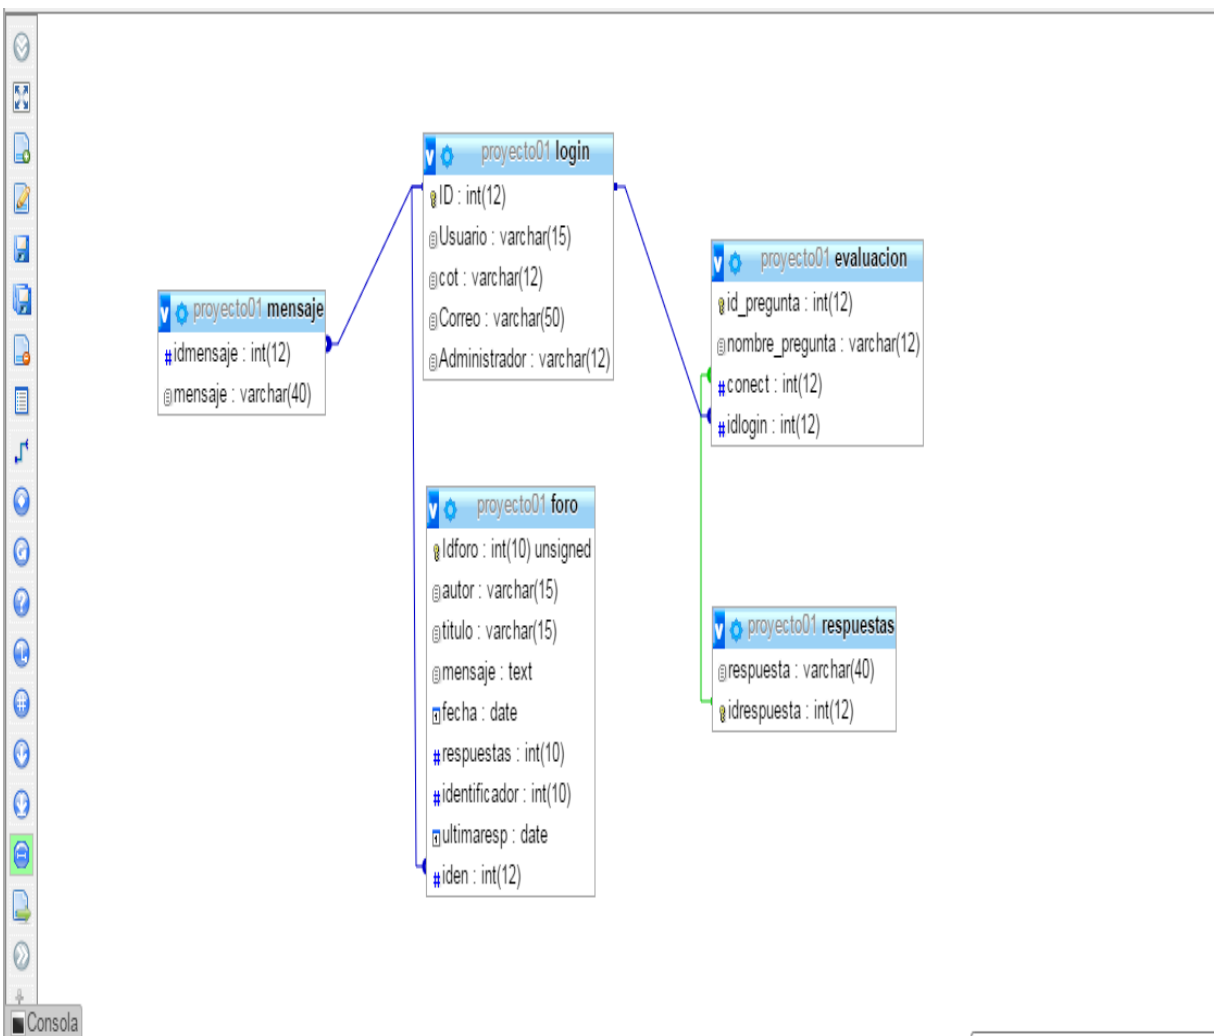 proyecto01 login
ID : int(12)
Usuario : varchar(15)
cot : varchar(12)
Correo : varchar(50)
Administrador : varchar(12)
proyecto01 evaluacion
id_pregunta : int(12)
nombre_pregunta : varchar(12)
conect : int(12)
idlogin : int(12)
proyecto01 mensaje
idmensaje : int(12)
mensaje : varchar(40)
proyecto01 foro
Idforo : int(10) unsigned
autor : varchar(15)
titulo : varchar(15)
mensaje : text
fecha : date
respuestas : int(10)
identificador : int(10)
ultimaresp : date
iden : int(12)
proyecto01 respuestas
respuesta : varchar(40)
idrespuesta : int(12)
Consola